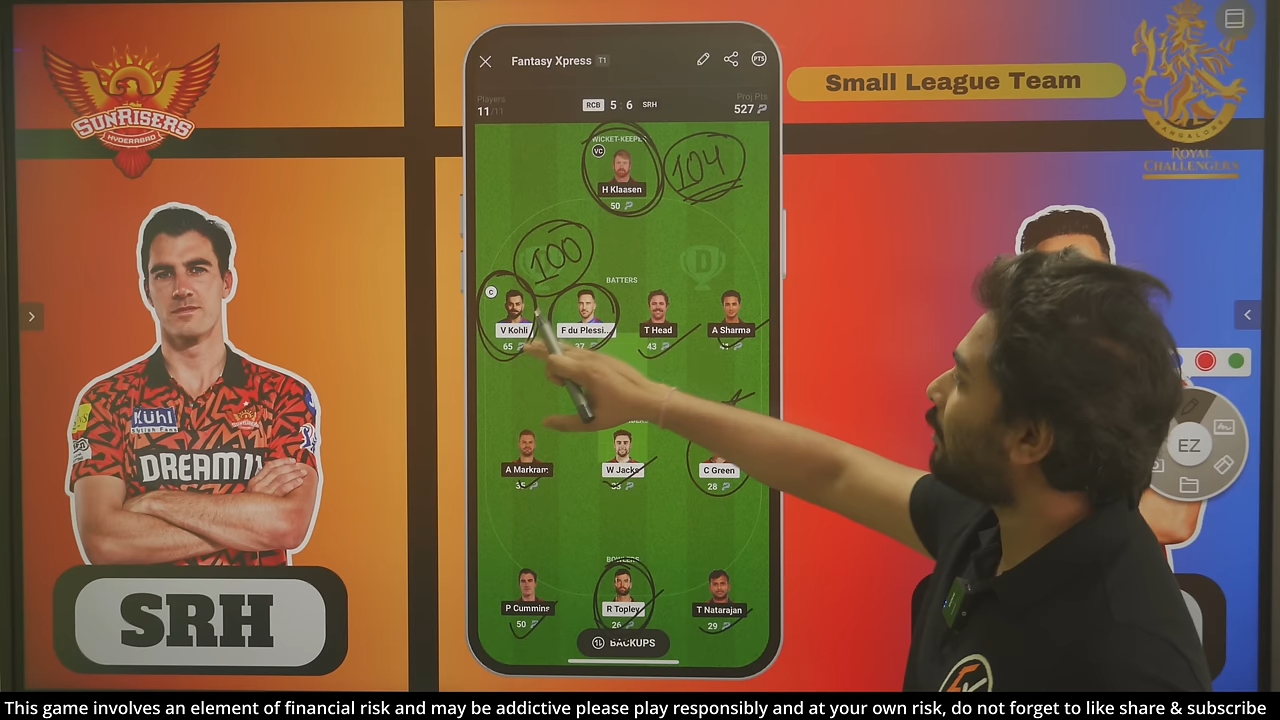 SUNRISERS
HYDERABAD
KÜHL
DREAM11
SRH
Fantasy Xpress T1
PTS
Players
11/11
RCB 5 : 6 SRH
Proj Pts
527
WICKET-KEEPER
VC
H Klaasen
50
104
100
D
BATTERS
C
V Kohli
F du Plessi...
T Head
A Sharma
65
37
43
A Markram
W Jacks
C Green
35
33
28
BOWLERS
P Cummins
R Topley
T Natarajan
50
26
29
BACKUPS
Small League Team
BANGALORE
ROYAL
CHALLENGERS
EZ
This game involves an element of financial risk and may be addictive please play responsibly and at your own risk, do not forget to like share & subscribe